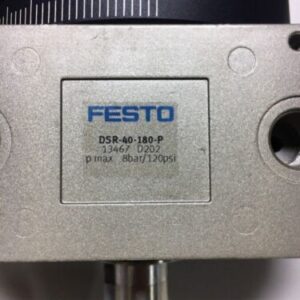 FESTO
DSR-40-180-P
13467 D202
p max 8bar/120psi